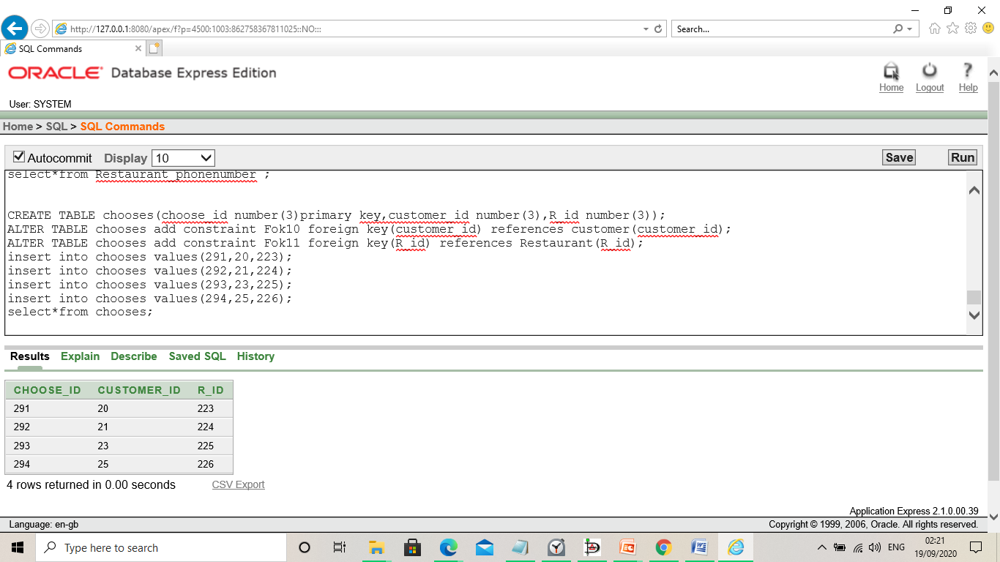 http://127.0.0.1:8080/apex/f?p=4500:1003:862758367811025::NO:::
Search...
SQL Commands
ORACLE Database Express Edition
Home Logout Help
User: SYSTEM
Home > SQL > SQL Commands
Autocommit Display 10 Save Run
select*from Restaurant_phonenumber ;
CREATE TABLE chooses(choose_id number(3)primary key,customer_id number(3),R_id number(3));
ALTER TABLE chooses add constraint Fok10 foreign key(customer_id) references customer(customer_id);
ALTER TABLE chooses add constraint Fok11 foreign key(R_id) references Restaurant(R_id);
insert into chooses values(291,20,223);
insert into chooses values(292,21,224);
insert into chooses values(293,23,225);
insert into chooses values(294,25,226);
select*from chooses;
Results Explain Describe Saved SQL History
CHOOSE_ID CUSTOMER_ID R_ID
291 20 223
292 21 224
293 23 225
294 25 226
4 rows returned in 0.00 seconds CSV Export
Application Express 2.1.0.00.39
Language: en-gb Copyright © 1999, 2006, Oracle. All rights reserved.
Type here to search
ENG
02:21
19/09/2020